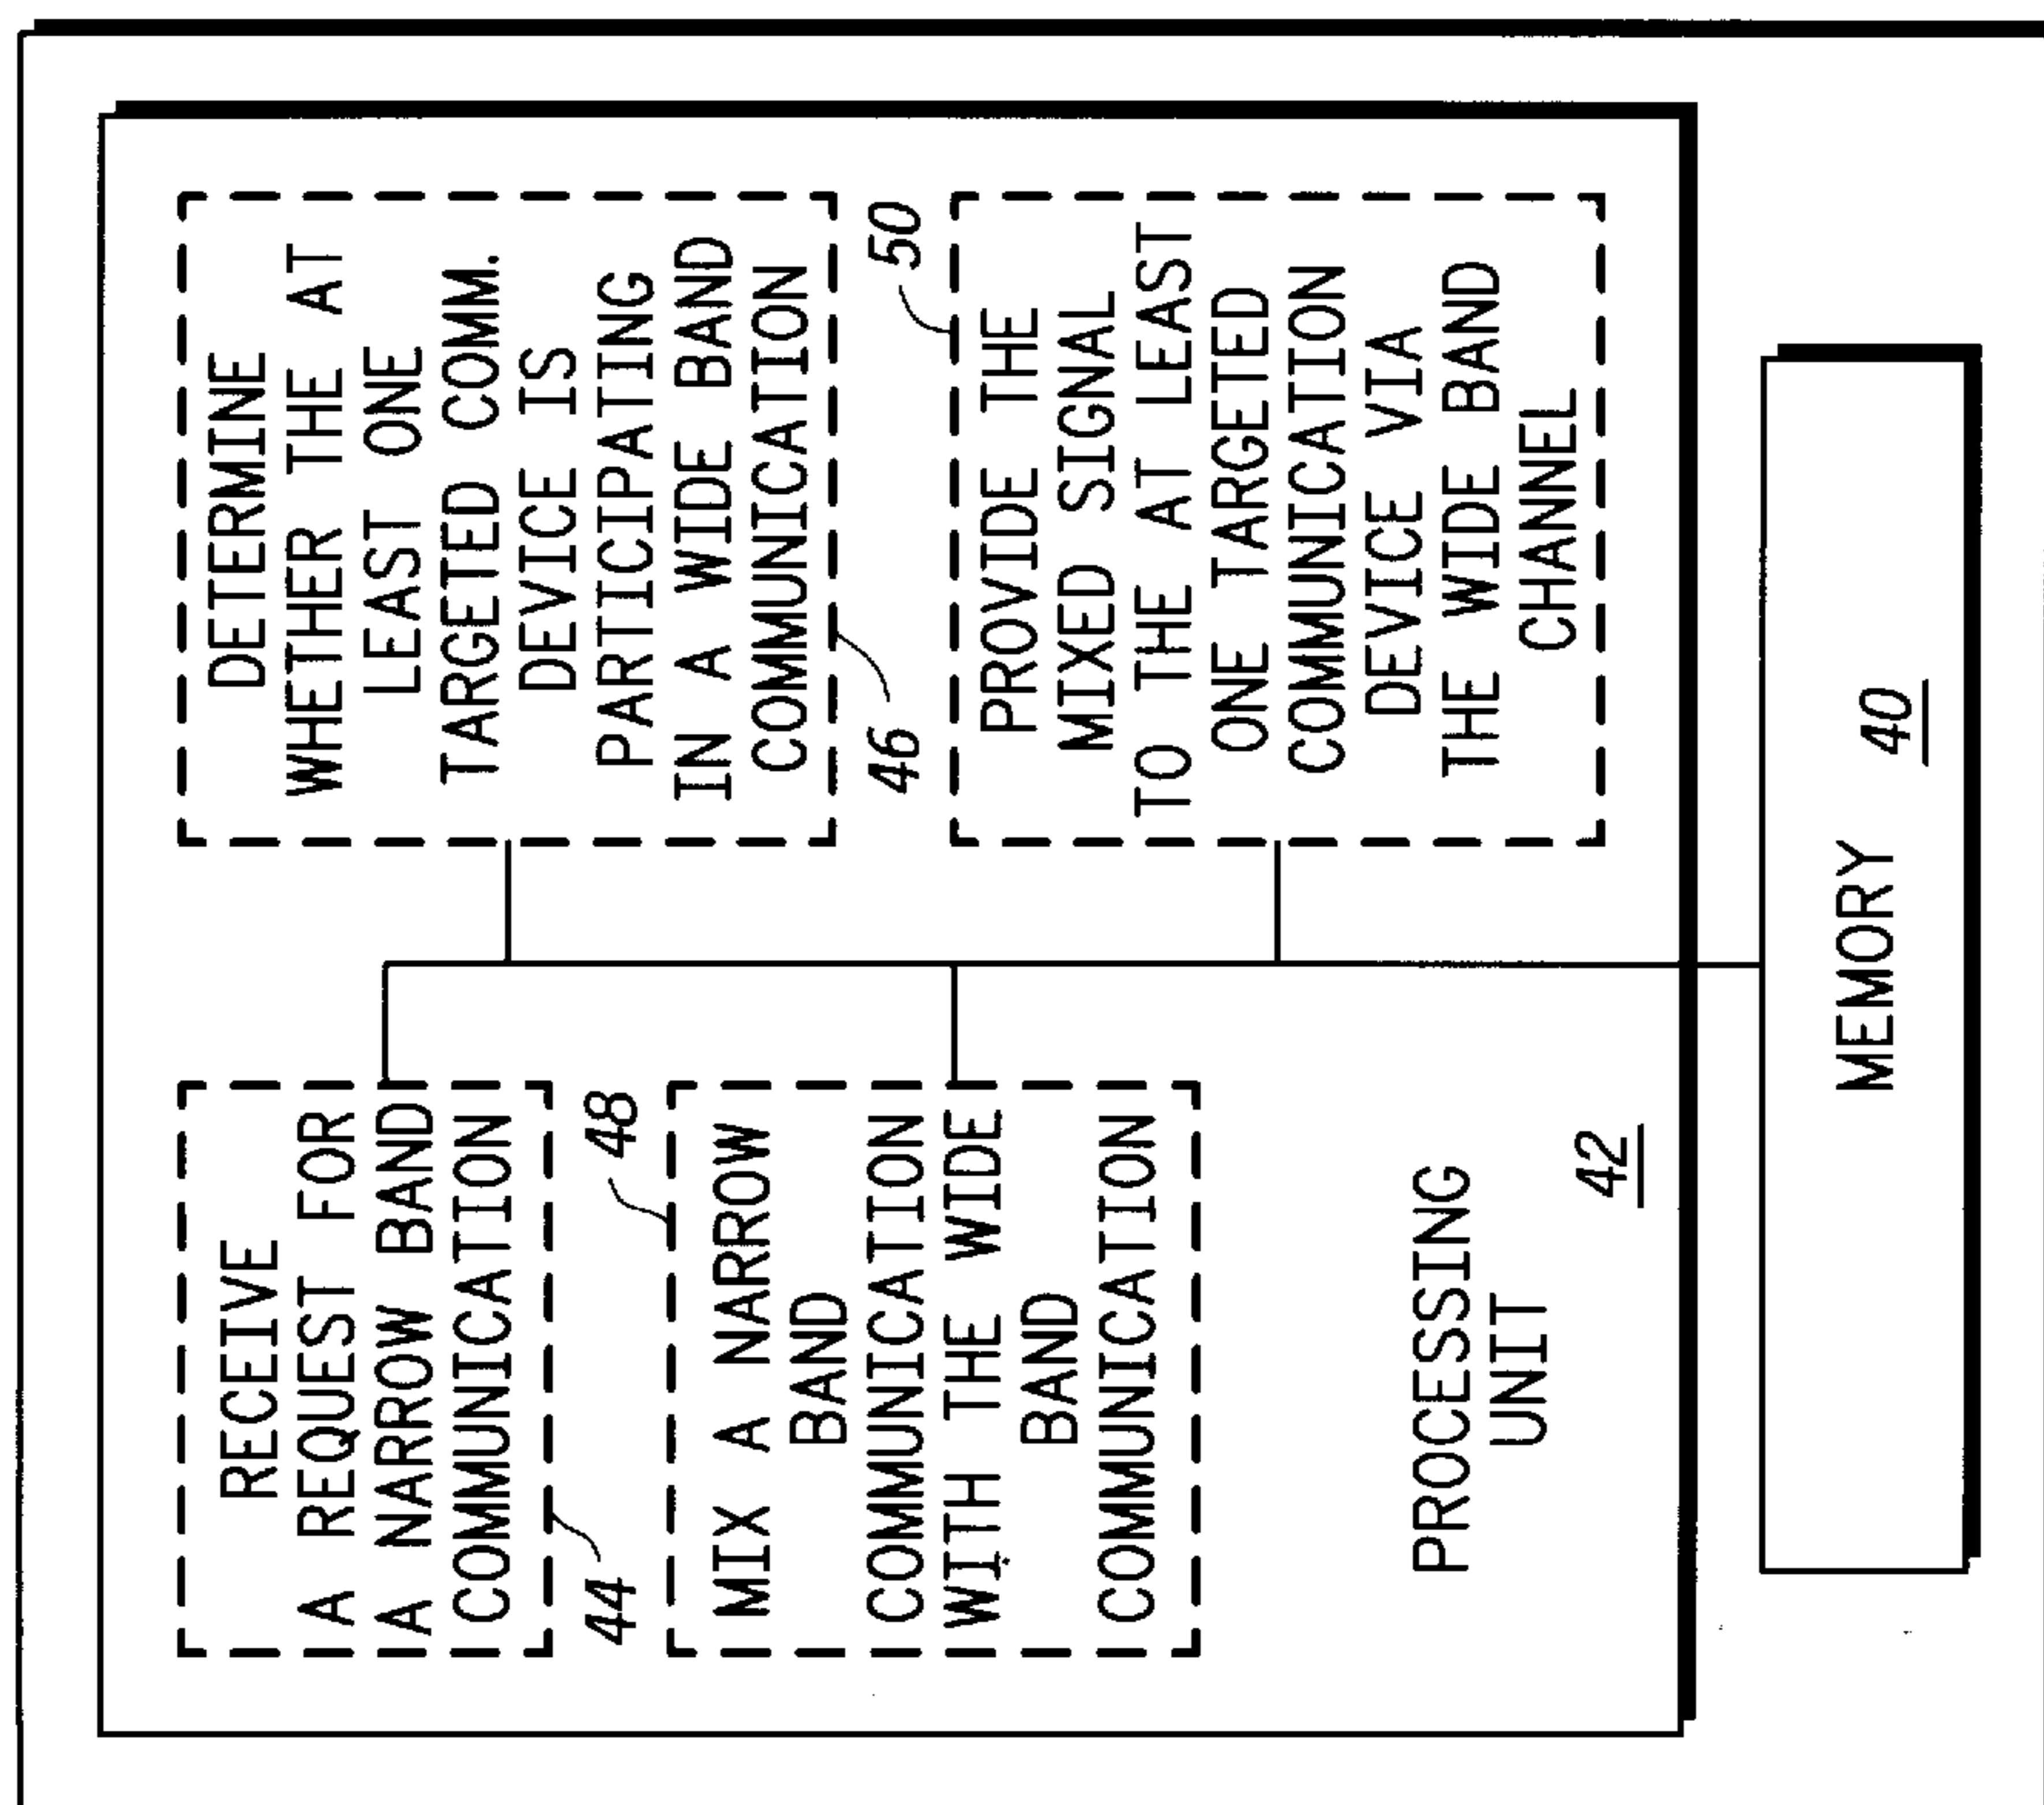 RECEIVE
A REQUEST FOR
A NARROW BAND
COMMUNICATION
44
DETERMINE
WHETHER THE AT
LEAST ONE
TARGETED COMM.
DEVICE IS
PARTICIPATING
IN A WIDE BAND
COMMUNICATION
46
48
MIX A NARROW
BAND
COMMUNICATION
WITH THE WIDE
BAND
COMMUNICATION
50
PROVIDE THE
MIXED SIGNAL
TO THE AT LEAST
ONE TARGETED
COMMUNICATION
DEVICE VIA
THE WIDE BAND
CHANNEL
PROCESSING
UNIT
42
MEMORY 40